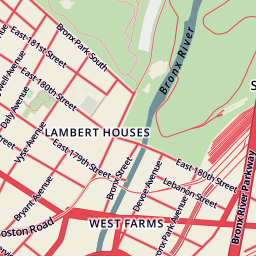 East-181st-Street
Bronx Park South
Bronx River
East-180th-Street
Daly Avenue
Vyse Avenue
LAMBERT HOUSES
East-179th-Street
East-180th-Street
Bronx Street
Devoe Avenue
Lebanon Street
Bryant Avenue
Bronx Park Avenue
Bronx River Parkway
WEST FARMS
S